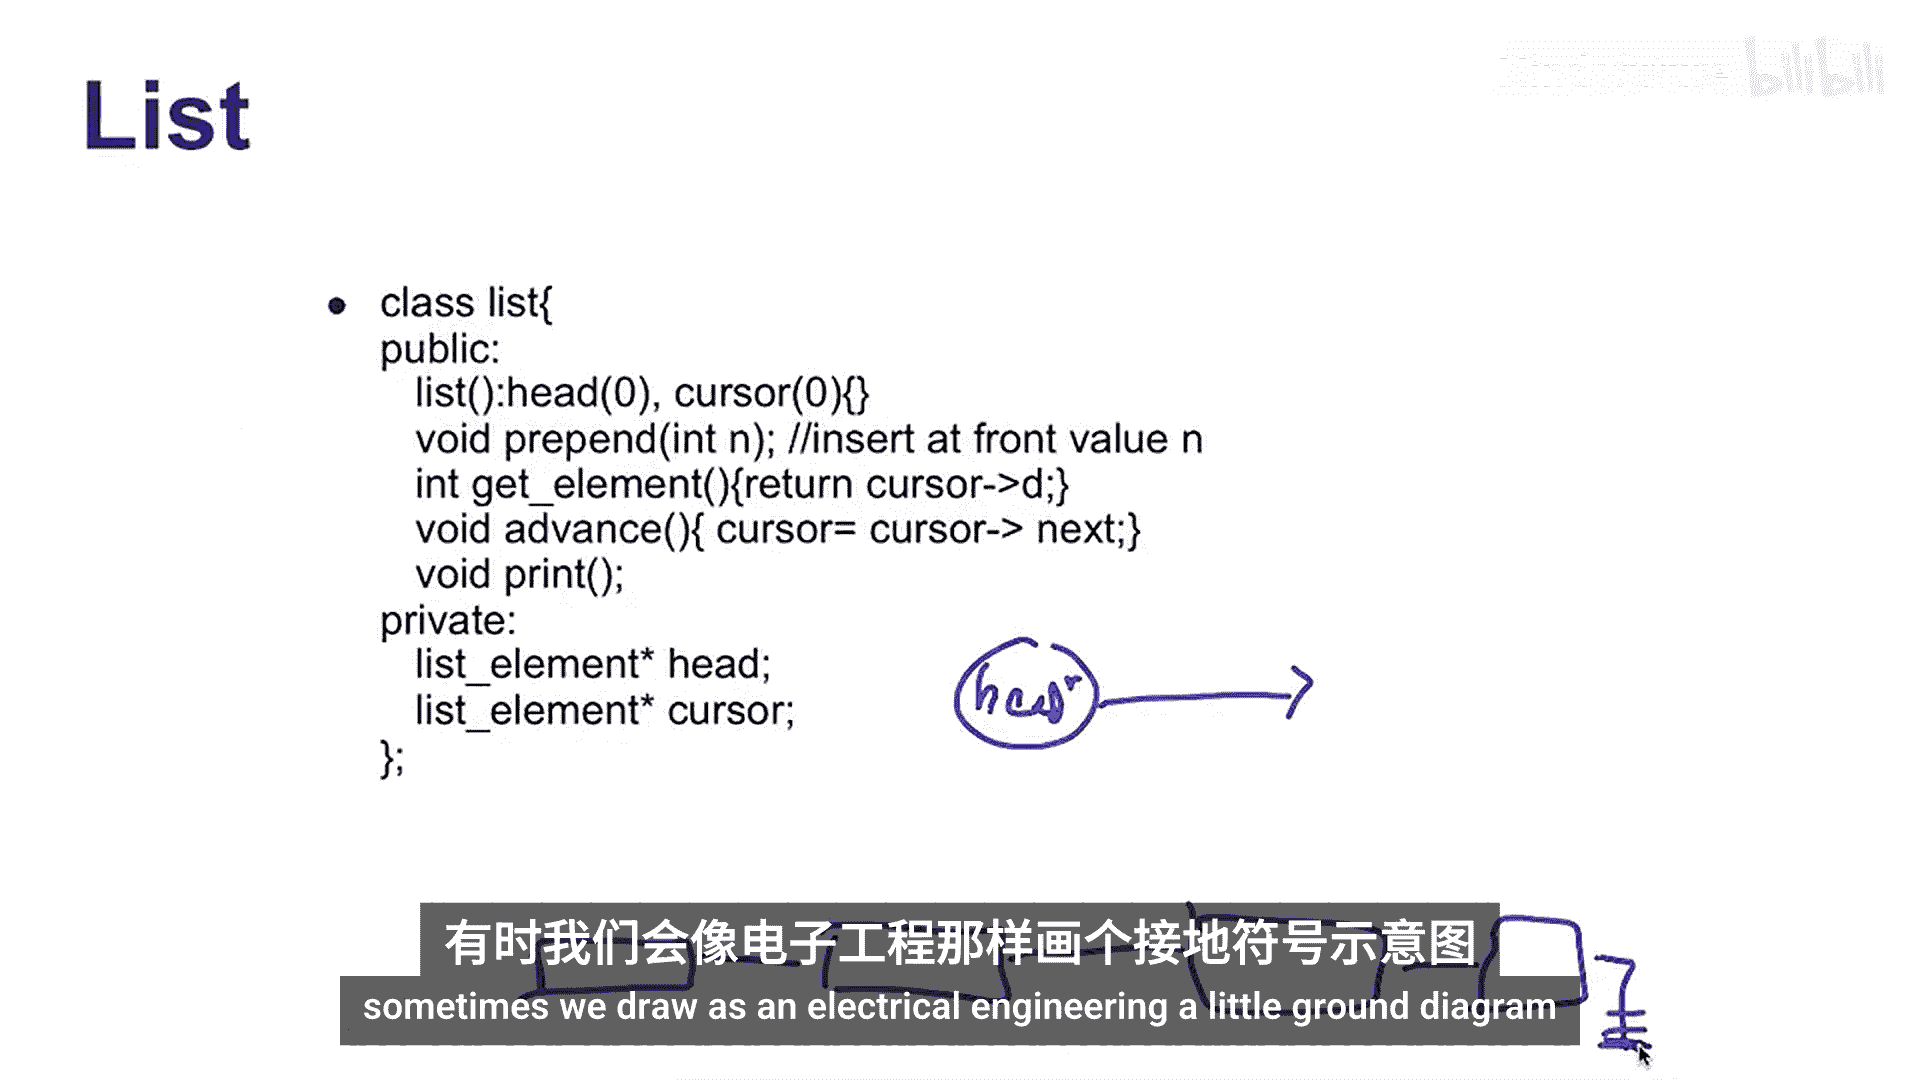 List
bilibili
• class list{
public:
list():head(0), cursor(0){}
void prepend(int n); //insert at front value n
int get_element(){return cursor->d;}
void advance(){ cursor= cursor-> next;}
void print();
private:
list_element* head;
list_element* cursor;
};
head
有时我们会像电子工程那样画个接地符号示意图
sometimes we draw as an electrical engineering a little ground diagram